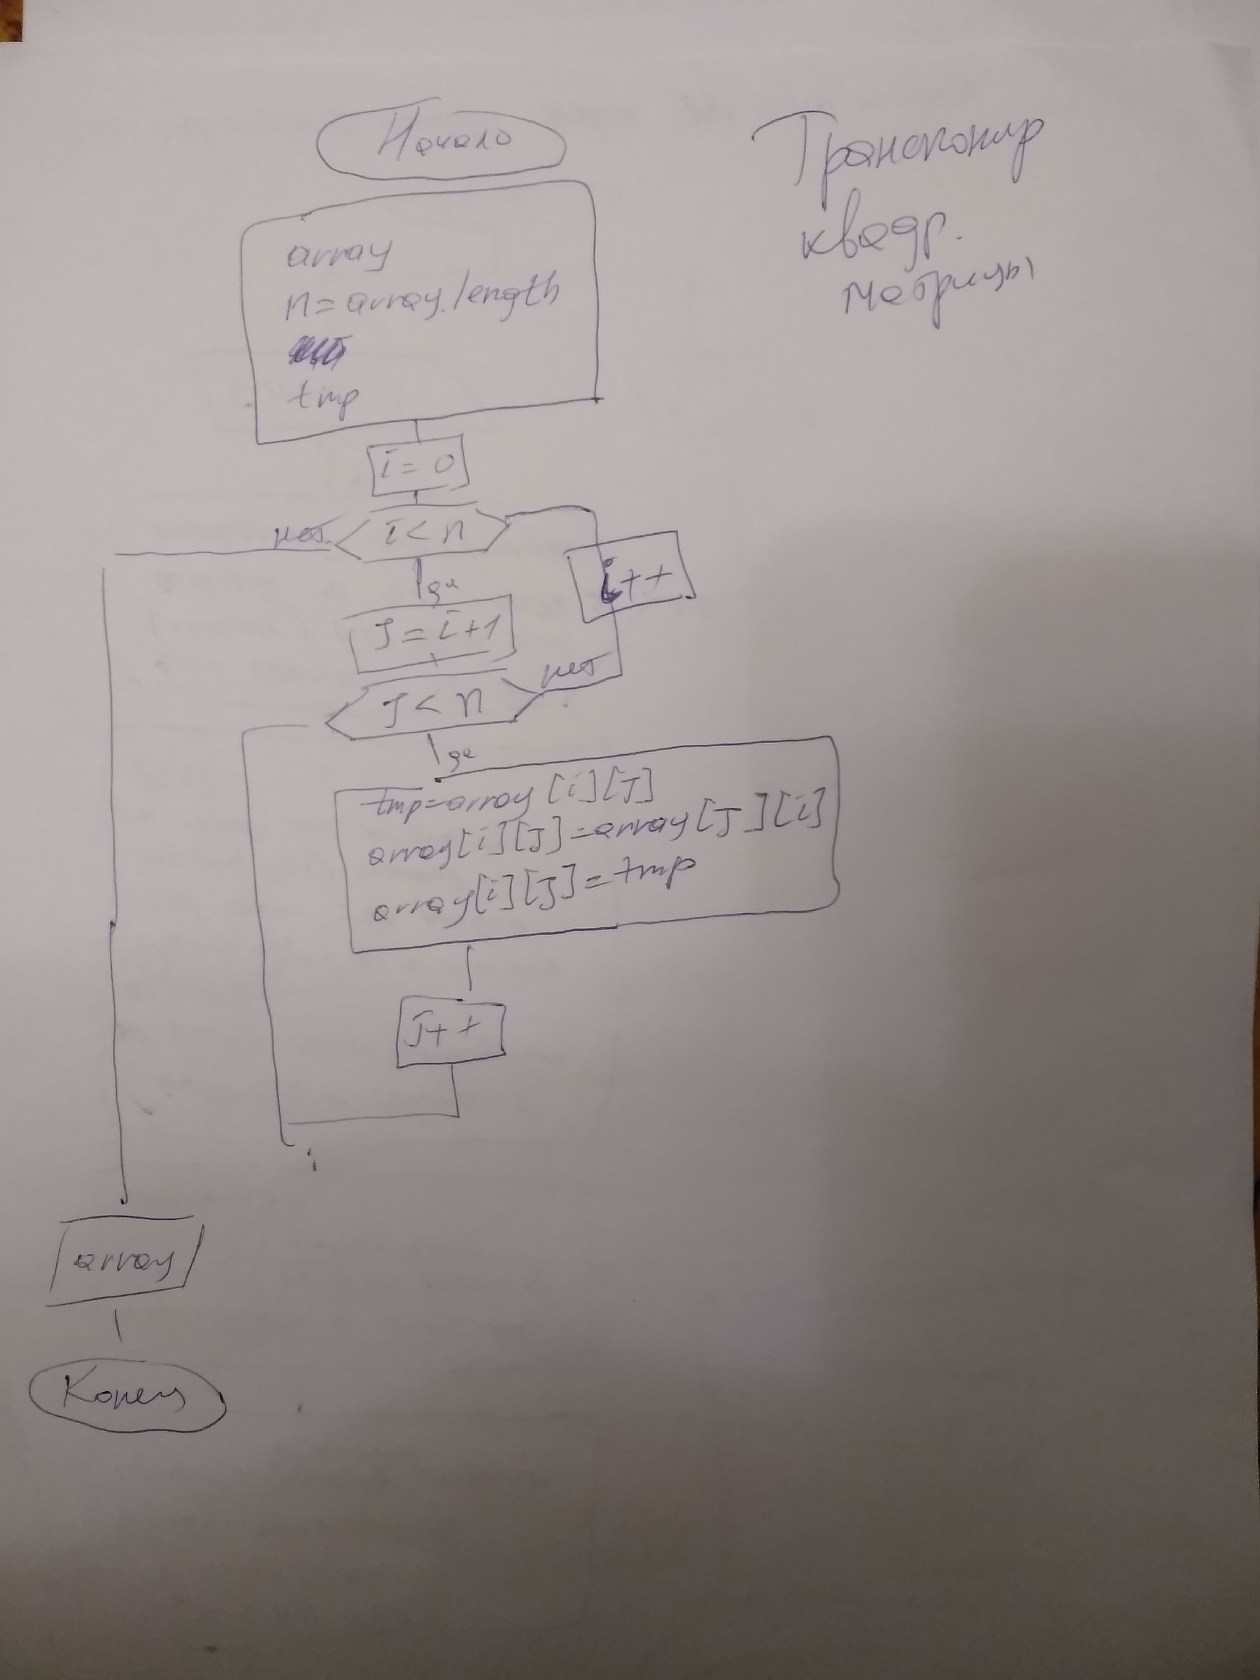 Начало
Транспонир
квадр.
матрицы
array
n=array.length
tmp
i=0
нет
i<n
i++
да
J=i+1
нет
J<n
да
tmp=array[i][J]
array[i][J]=array[J][i]
array[i][J]=tmp
J++
array
Конец